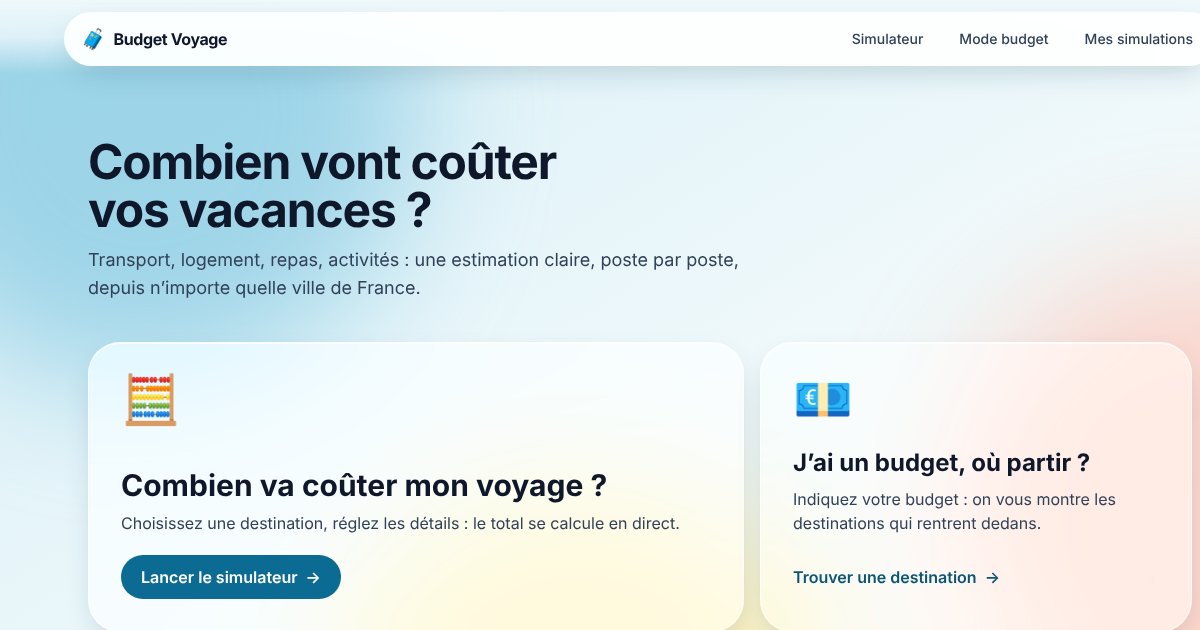 Budget Voyage
Simulateur
Mode budget
Mes simulations
Combien vont coûter
vos vacances ?
Transport, logement, repas, activités : une estimation claire, poste par poste,
depuis n’importe quelle ville de France.
Combien va coûter mon voyage ?
Choisissez une destination, réglez les détails : le total se calcule en direct.
Lancer le simulateur →
€
J’ai un budget, où partir ?
Indiquez votre budget : on vous montre les
destinations qui rentrent dedans.
Trouver une destination →